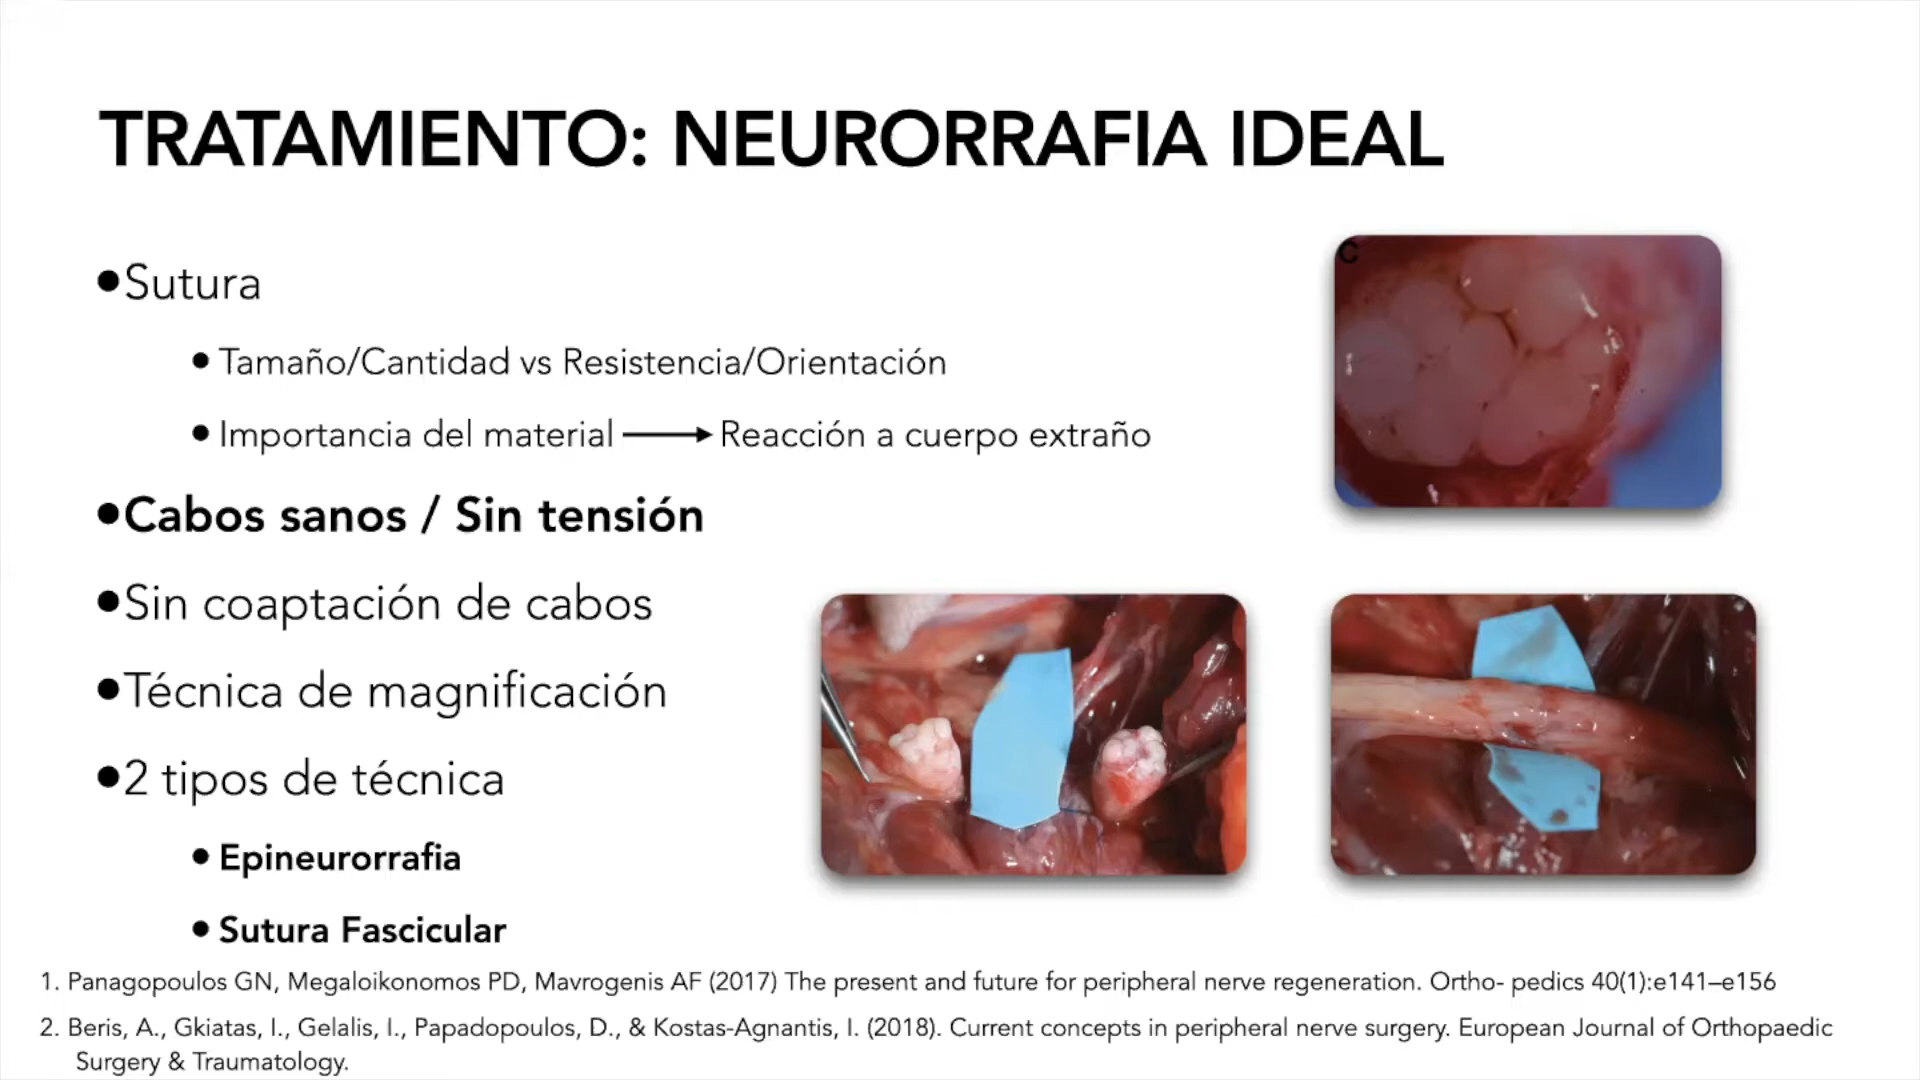 TRATAMIENTO: NEURORRAFIA IDEAL
•Sutura
•Tamaño/Cantidad vs Resistencia/Orientación
•Importancia del material → Reacción a cuerpo extraño
•Cabos sanos / Sin tensión
•Sin coaptación de cabos
•Técnica de magnificación
•2 tipos de técnica
•Epineurorrafia
•Sutura Fascicular
C
1. Panagopoulos GN, Megaloikonomos PD, Mavrogenis AF (2017) The present and future for peripheral nerve regeneration. Ortho- pedics 40(1):e141–e156
2. Beris, A., Gkiatas, I., Gelalis, I., Papadopoulos, D., & Kostas-Agnantis, I. (2018). Current concepts in peripheral nerve surgery. European Journal of Orthopaedic
Surgery & Traumatology.